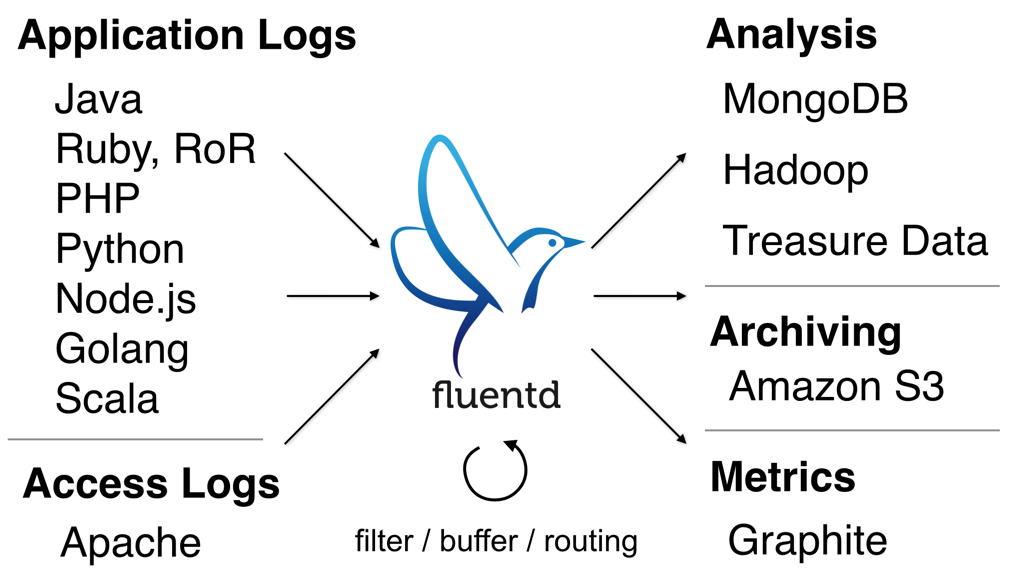 Application Logs
Java
Ruby, RoR
PHP
Python
Node.js
Golang
Scala
Access Logs
Apache
fluentd
filter / buffer / routing
Analysis
MongoDB
Hadoop
Treasure Data
Archiving
Amazon S3
Metrics
Graphite